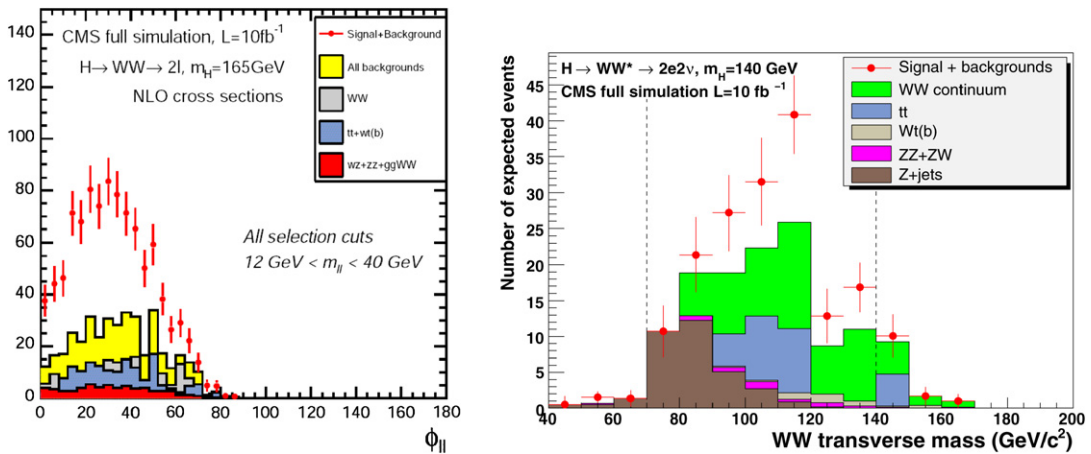 CMS full simulation, L=10fb⁻¹
H→ WW→ 2l, m_H=165GeV
NLO cross sections
Signal+Background
All backgrounds
WW
tt+wt(b)
wz+zz+ggWW
All selection cuts
12 GeV < m_ll < 40 GeV
140
120
100
80
60
40
20
0
0 20 40 60 80 100 120 140 160 180
ϕ_ll
H → WW* → 2e2ν, m_H=140 GeV
CMS full simulation L=10 fb ⁻¹
Signal + backgrounds
WW continuum
tt
Wt(b)
ZZ+ZW
Z+jets
Number of expected events
45
40
35
30
25
20
15
10
5
0
40 60 80 100 120 140 160 180 200
WW transverse mass (GeV/c²)